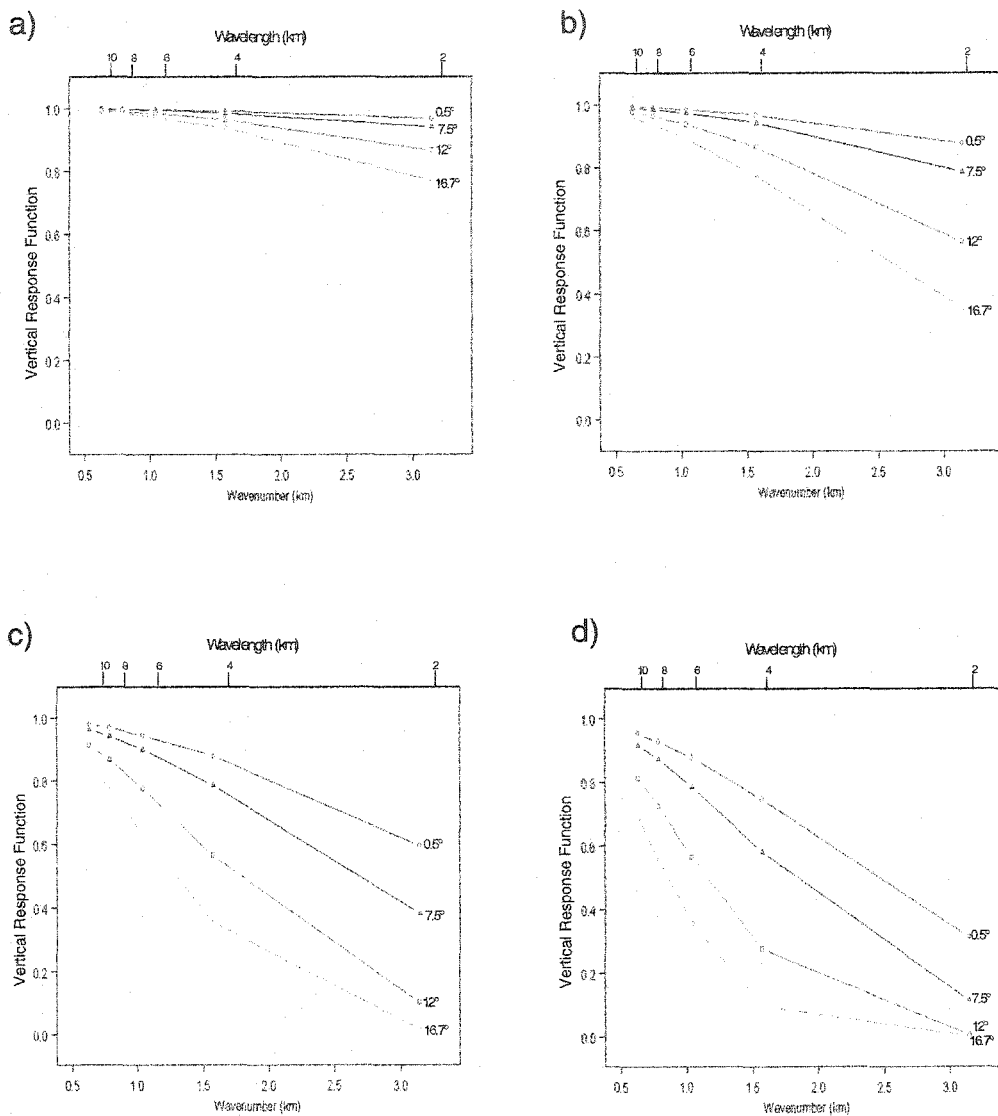 a)
Wavelength (km)
10 8 6 4 2
Vertical Response Function
1.0
0.8
0.6
0.4
0.2
0.0
0.5°
7.5°
12°
16.7°
0.5 1.0 1.5 2.0 2.5 3.0
Wavenumber (km)
b)
Wavelength (km)
10 8 6 4 2
Vertical Response Function
1.0
0.8
0.6
0.4
0.2
0.0
0.5°
7.5°
12°
16.7°
0.5 1.0 1.5 2.0 2.5 3.0
Wavenumber (km)
c)
Wavelength (km)
10 8 6 4 2
Vertical Response Function
1.0
0.8
0.6
0.4
0.2
0.0
0.5°
7.5°
12°
16.7°
0.5 1.0 1.5 2.0 2.5 3.0
Wavenumber (km)
d)
Wavelength (km)
10 8 6 4 2
Vertical Response Function
1.0
0.8
0.6
0.4
0.2
0.0
0.5°
7.5°
12°
16.7°
0.5 1.0 1.5 2.0 2.5 3.0
Wavenumber (km)